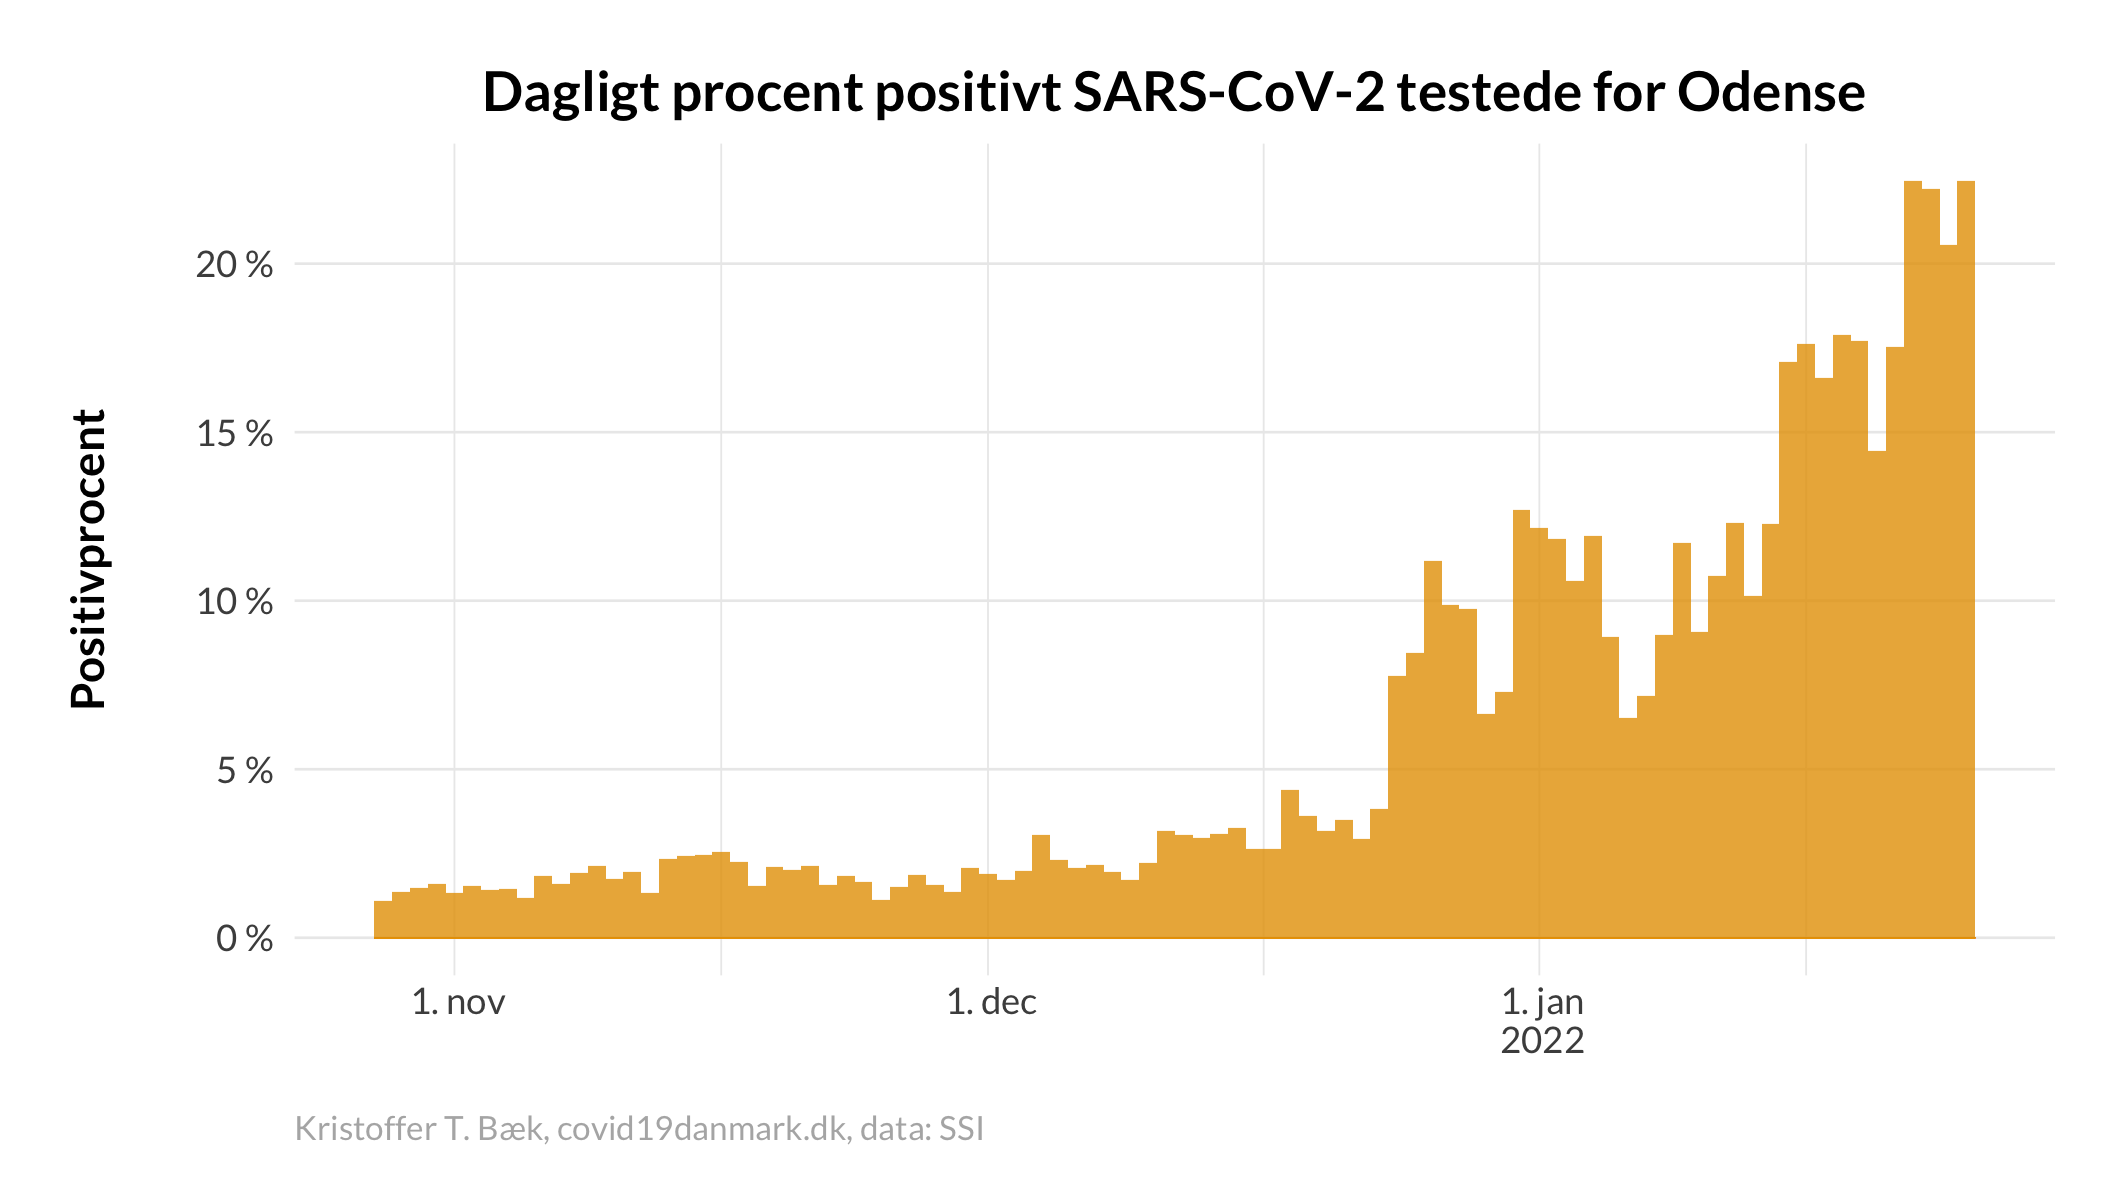 Dagligt procent positivt SARS-CoV-2 testede for Odense
Positivprocent
20 %
15 %
10 %
5 %
0 %
1. nov
1. dec
1. jan
2022
Kristoffer T. Bæk, covid19danmark.dk, data: SSI